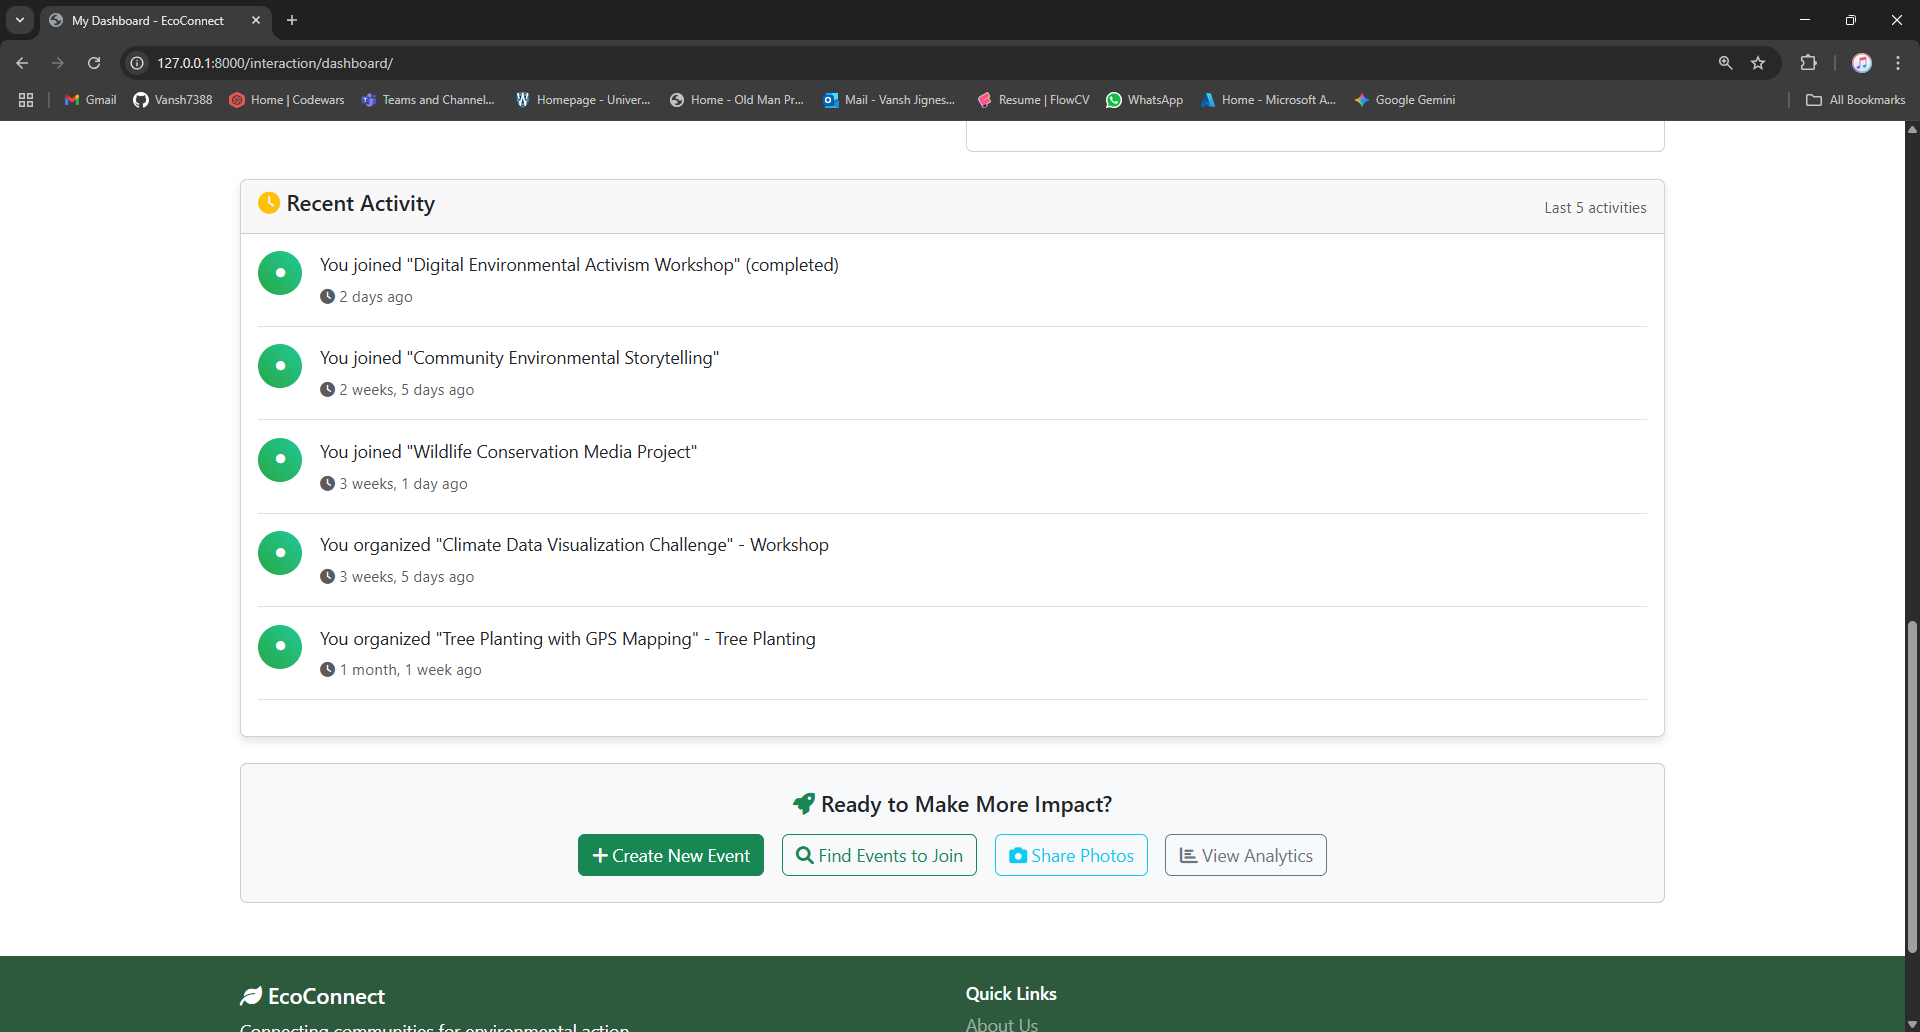 My Dashboard - EcoConnect
127.0.0.1:8000/interaction/dashboard/
Gmail
Vansh7388
Home | Codewars
Teams and Channel...
Homepage - Univer...
Home - Old Man Pr...
Mail - Vansh Jignes...
Resume | FlowCV
WhatsApp
Home - Microsoft A...
Google Gemini
All Bookmarks
Recent Activity
Last 5 activities
You joined "Digital Environmental Activism Workshop" (completed)
2 days ago
You joined "Community Environmental Storytelling"
2 weeks, 5 days ago
You joined "Wildlife Conservation Media Project"
3 weeks, 1 day ago
You organized "Climate Data Visualization Challenge" - Workshop
3 weeks, 5 days ago
You organized "Tree Planting with GPS Mapping" - Tree Planting
1 month, 1 week ago
Ready to Make More Impact?
Create New Event
Find Events to Join
Share Photos
View Analytics
EcoConnect
Quick Links
Connecting communities for environmental action
About Us